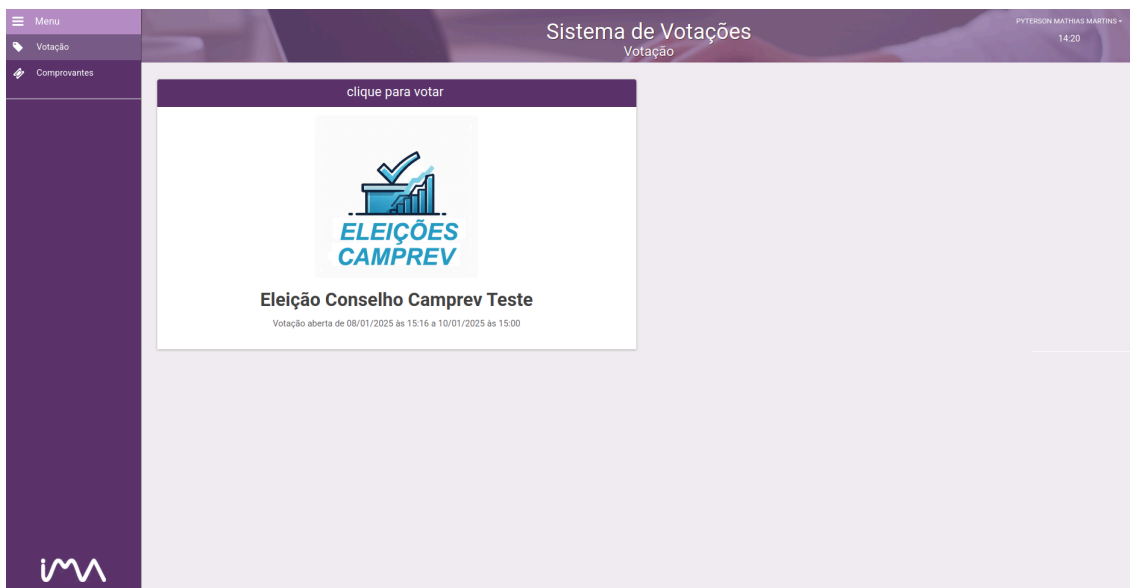 Menu
Votação
Comprovantes
Sistema de Votações
Votação
PYTERSON MATHIAS MARTINS
14:20
clique para votar
ELEIÇÕES
CAMPREV
Eleição Conselho Camprev Teste
Votação aberta de 08/01/2025 às 15:16 a 10/01/2025 às 15:00
ima